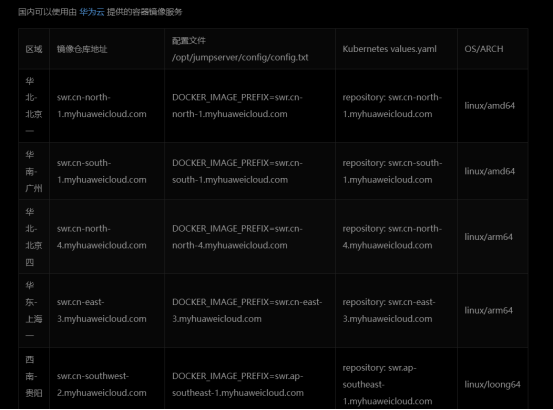 国内可以使用由 华为云 提供的容器镜像服务
区域 镜像仓库地址 配置文件 /opt/jumpserver/config/config.txt Kubernetes values.yaml OS/ARCH
华北-北京一 swr.cn-north-1.myhuaweicloud.com DOCKER_IMAGE_PREFIX=swr.cn-north-1.myhuaweicloud.com repository: swr.cn-north-1.myhuaweicloud.com linux/amd64
华南-广州 swr.cn-south-1.myhuaweicloud.com DOCKER_IMAGE_PREFIX=swr.cn-south-1.myhuaweicloud.com repository: swr.cn-south-1.myhuaweicloud.com linux/amd64
华北-北京四 swr.cn-north-4.myhuaweicloud.com DOCKER_IMAGE_PREFIX=swr.cn-north-4.myhuaweicloud.com repository: swr.cn-north-4.myhuaweicloud.com linux/arm64
华东-上海一 swr.cn-east-3.myhuaweicloud.com DOCKER_IMAGE_PREFIX=swr.cn-east-3.myhuaweicloud.com repository: swr.cn-east-3.myhuaweicloud.com linux/arm64
西南-贵阳 swr.cn-southwest-2.myhuaweicloud.com DOCKER_IMAGE_PREFIX=swr.ap-southeast-1.myhuaweicloud.com repository: swr.ap-southeast-1.myhuaweicloud.com linux/loong64